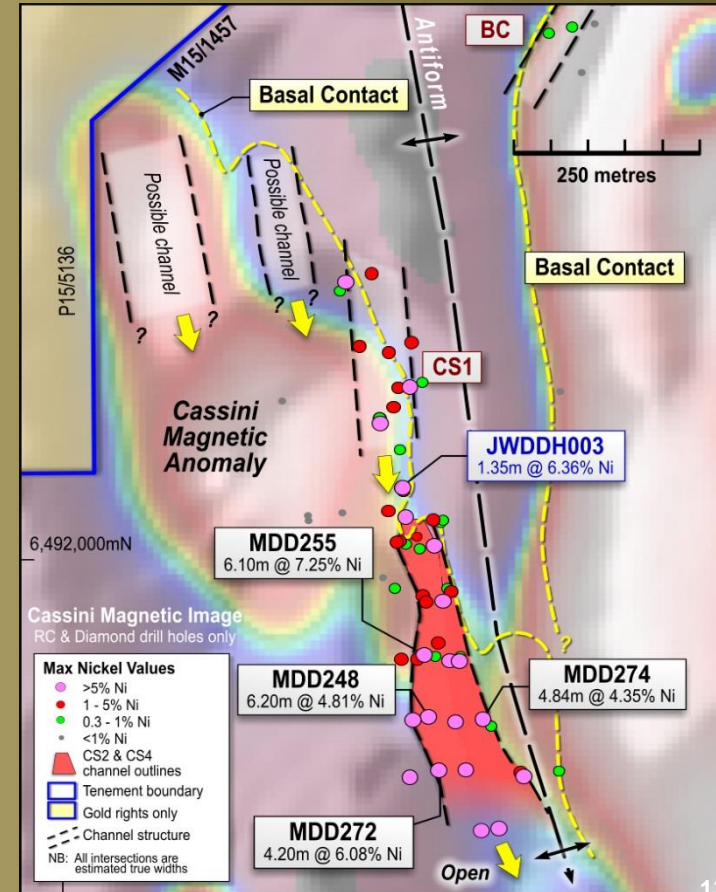 M15/1457
Antiform
BC
Basal Contact
250 metres
Possible channel
Possible channel
Basal Contact
P15/5136
?
?
?
?
CS1
Cassini
Magnetic
Anomaly
JWDDH003
1.35m @ 6.36% Ni
6,492,000mN
MDD255
6.10m @ 7.25% Ni
Cassini Magnetic Image
RC & Diamond drill holes only
?
Max Nickel Values
>5% Ni
1 - 5% Ni
0.3 - 1% Ni
<1% Ni
CS2 & CS4
channel outlines
Tenement boundary
Gold rights only
Channel structure
NB: All intersections are
estimated true widths
MDD248
6.20m @ 4.81% Ni
MDD274
4.84m @ 4.35% Ni
MDD272
4.20m @ 6.08% Ni
Open